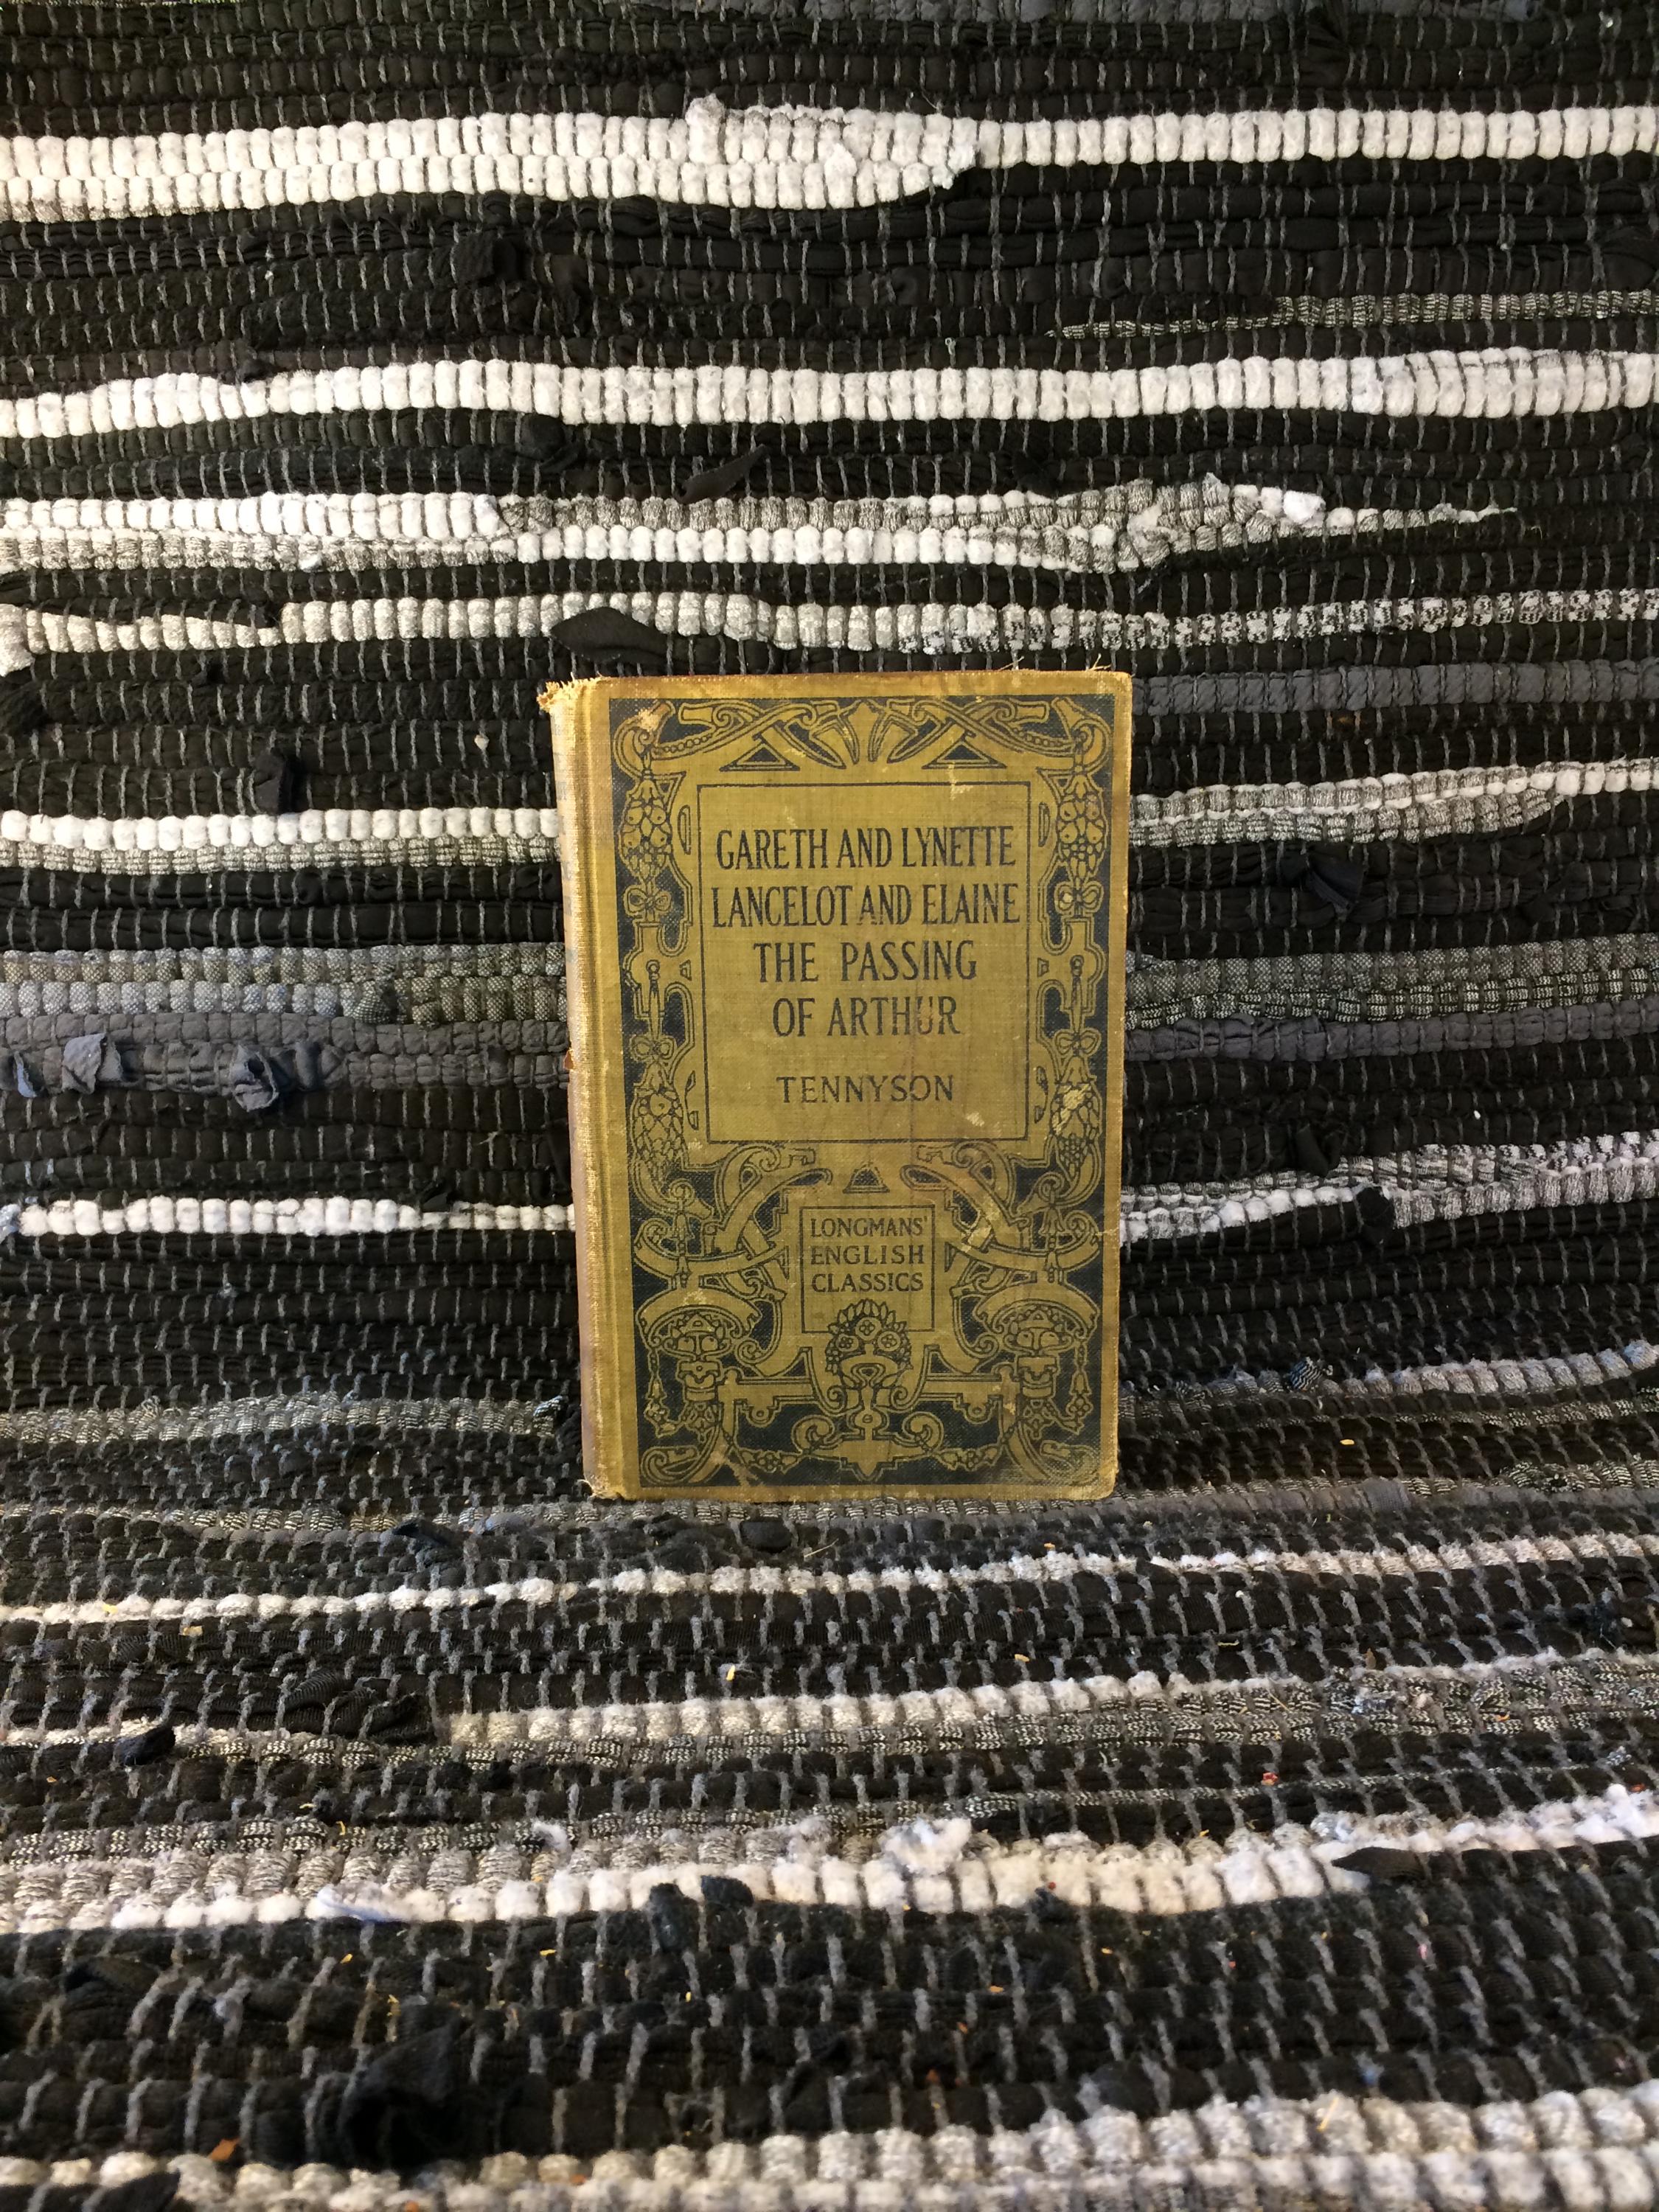 GARETH AND LYNETTE
LANCELOT AND ELAINE
THE PASSING
OF ARTHUR
TENNYSON
LONGMANS'
ENGLISH
CLASSICS